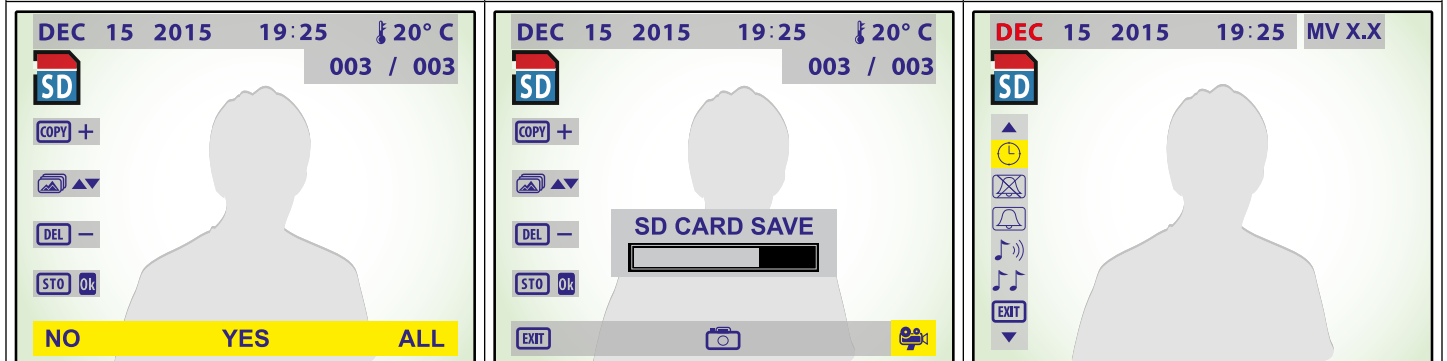 DEC 15 2015 19:25 20° C
003 / 003
SD
COPY +
DEL −
STO Ok
NO YES ALL
DEC 15 2015 19:25 20° C
003 / 003
SD
COPY +
DEL −
SD CARD SAVE
STO Ok
EXIT
DEC 15 2015 19:25 MV X.X
SD
EXIT